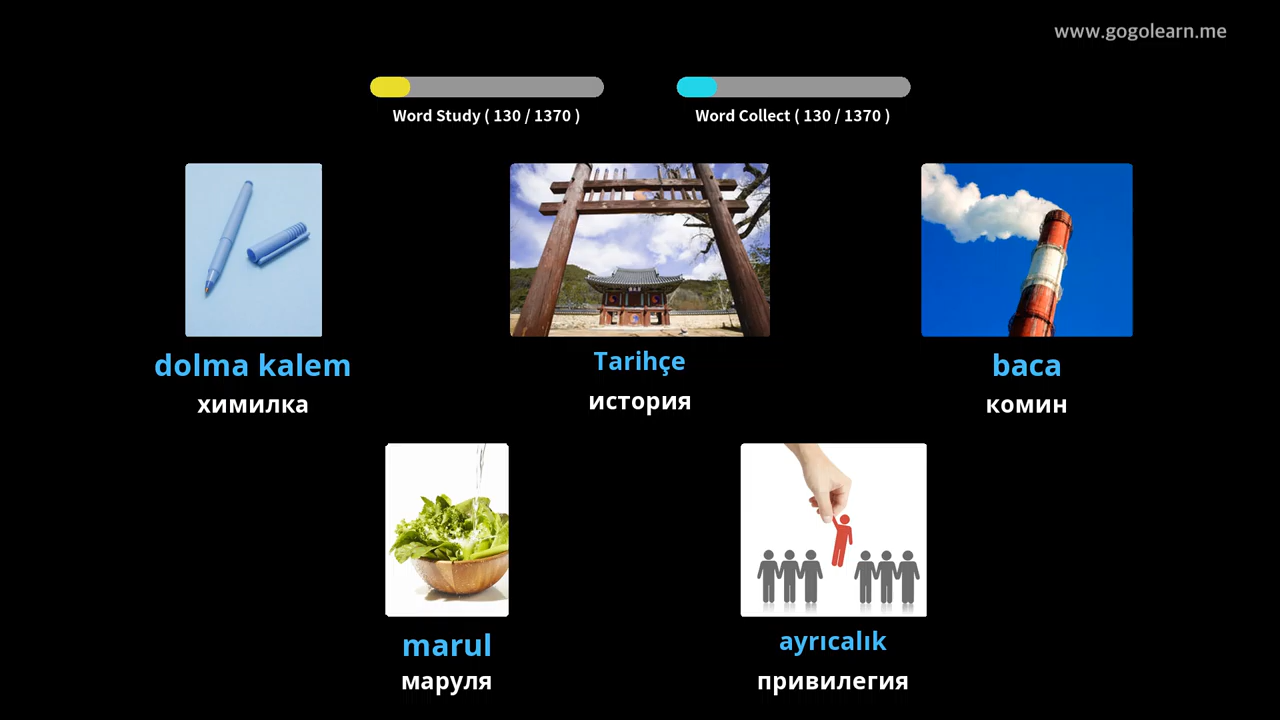 www.gogolearn.me
Word Study ( 130 / 1370 )
Word Collect ( 130 / 1370 )
dolma kalem
химилка
Tarihçe
история
baca
комин
marul
маруля
ayrıcalık
привилегия